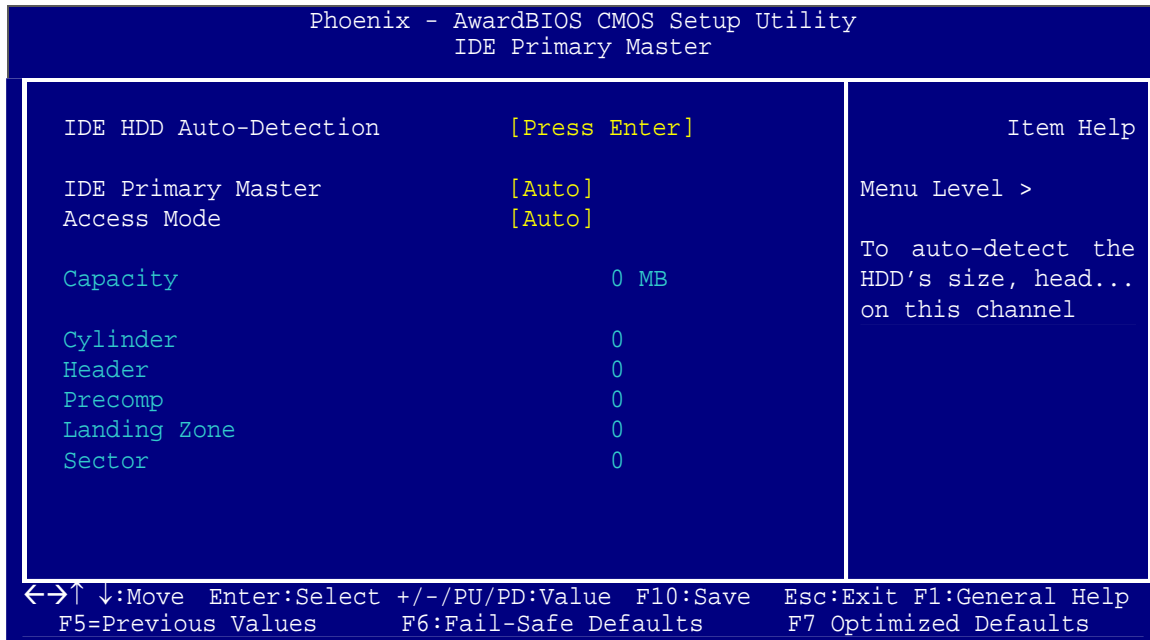 Phoenix - AwardBIOS CMOS Setup Utility
IDE Primary Master
IDE HDD Auto-Detection [Press Enter]
IDE Primary Master [Auto]
Access Mode [Auto]
Capacity 0 MB
Cylinder 0
Header 0
Precomp 0
Landing Zone 0
Sector 0
Item Help
Menu Level >
To auto-detect the
HDD’s size, head...
on this channel
←→↑ ↓:Move Enter:Select +/-/PU/PD:Value F10:Save Esc:Exit F1:General Help
F5=Previous Values F6:Fail-Safe Defaults F7 Optimized Defaults